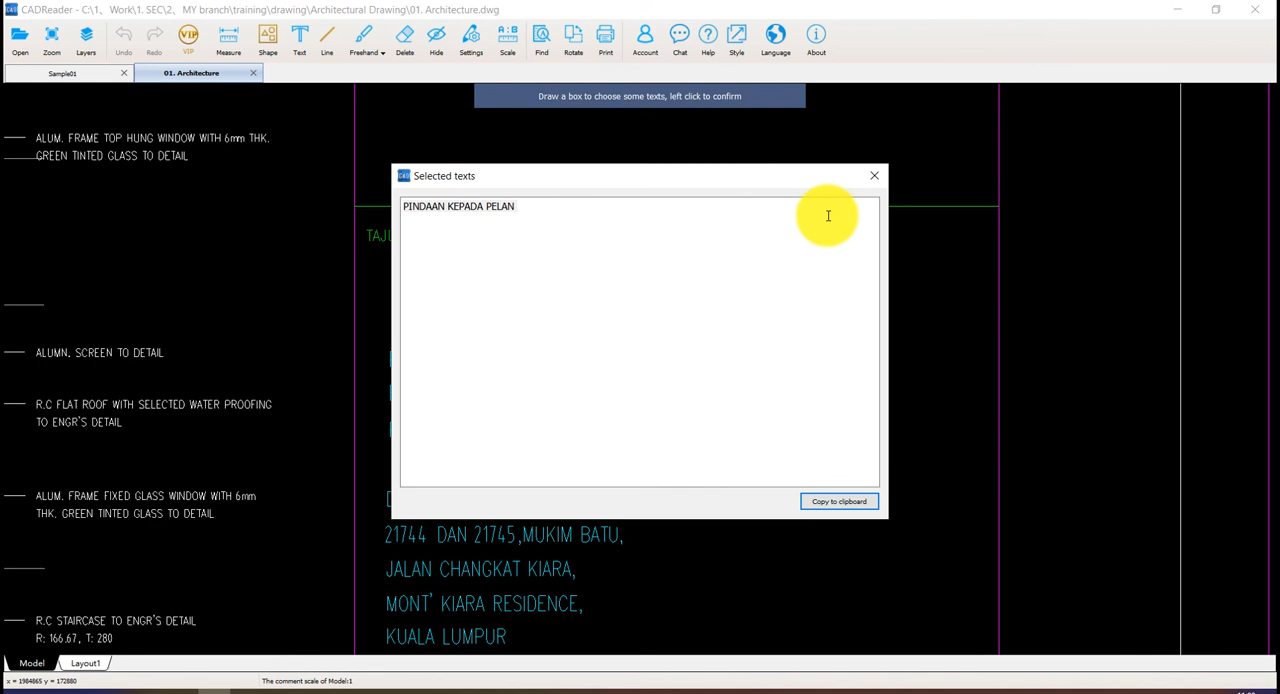 CADReader - C:\1、Work\1. SEC\2、MY branch\training\drawing\Architectural Drawing\01. Architecture.dwg
Open Zoom Layers Undo Redo VIP VIP Measure Shape Text Line Freehand Delete Hide Settings A:B Scale Find Rotate Print Account Chat Help Style Language About
Sample01 01. Architecture
Draw a box to choose some texts, left click to confirm
ALUM. FRAME TOP HUNG WINDOW WITH 6mm THK.
GREEN TINTED GLASS TO DETAIL
CAD Selected texts
PINDAAN KEPADA PELAN
ALUMN. SCREEN TO DETAIL
R.C FLAT ROOF WITH SELECTED WATER PROOFING
TO ENGR'S DETAIL
ALUM. FRAME FIXED GLASS WINDOW WITH 6mm
THK. GREEN TINTED GLASS TO DETAIL
Copy to clipboard
21744 DAN 21745,MUKIM BATU,
JALAN CHANGKAT KIARA,
MONT' KIARA RESIDENCE,
KUALA LUMPUR
R.C STAIRCASE TO ENGR'S DETAIL
R: 166.67, T: 280
Model Layout1
x = 1984865 y = 172880 The comment scale of Model:1